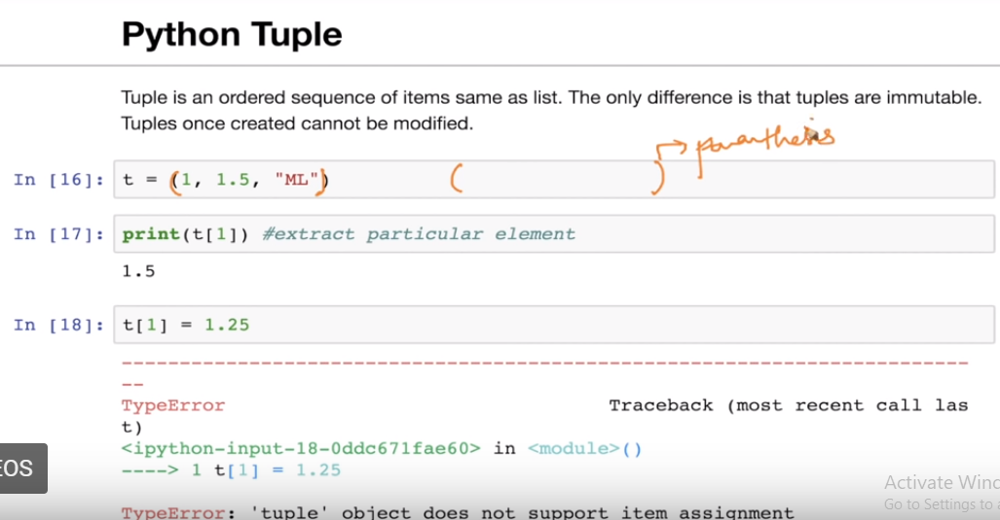 Python Tuple
Tuple is an ordered sequence of items same as list. The only difference is that tuples are immutable.
Tuples once created cannot be modified.
paranthesis
In [16]: t = (1, 1.5, "ML") ( )
In [17]: print(t[1]) #extract particular element
1.5
In [18]: t[1] = 1.25
---------------------------------------------------------------------------
--
TypeError Traceback (most recent call las
t)
<ipython-input-18-0ddc671fae60> in <module>()
----> 1 t[1] = 1.25
EOS
TypeError: 'tuple' object does not support item assignment
Activate Wind
Go to Settings to a